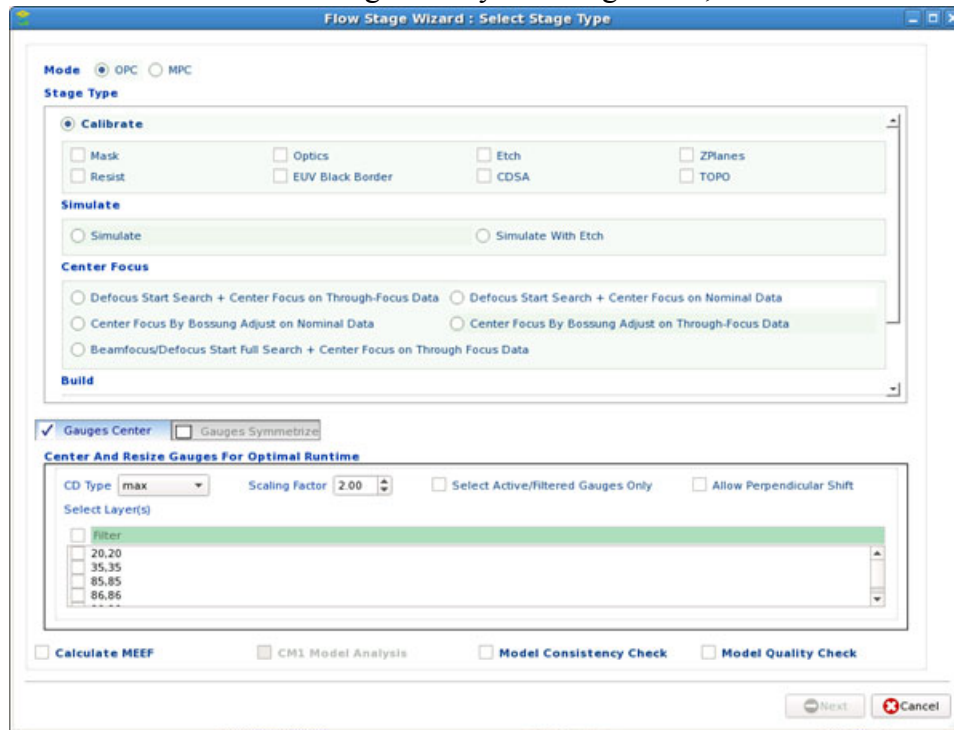 Flow Stage Wizard : Select Stage Type
Mode OPC MPC
Stage Type
Calibrate
Mask Optics Etch ZPlanes
Resist EUV Black Border CDSA TOPO
Simulate
Simulate Simulate With Etch
Center Focus
Defocus Start Search + Center Focus on Through-Focus Data Defocus Start Search + Center Focus on Nominal Data
Center Focus By Bossung Adjust on Nominal Data Center Focus By Bossung Adjust on Through-Focus Data
Beamfocus/Defocus Start Full Search + Center Focus on Through Focus Data
Build
Gauges Center Gauges Symmetrize
Center And Resize Gauges For Optimal Runtime
CD Type max Scaling Factor 2.00 Select Active/Filtered Gauges Only Allow Perpendicular Shift
Select Layer(s)
Filter
20,20
35,35
85,85
86,86
Calculate MEEF CM1 Model Analysis Model Consistency Check Model Quality Check
Next Cancel